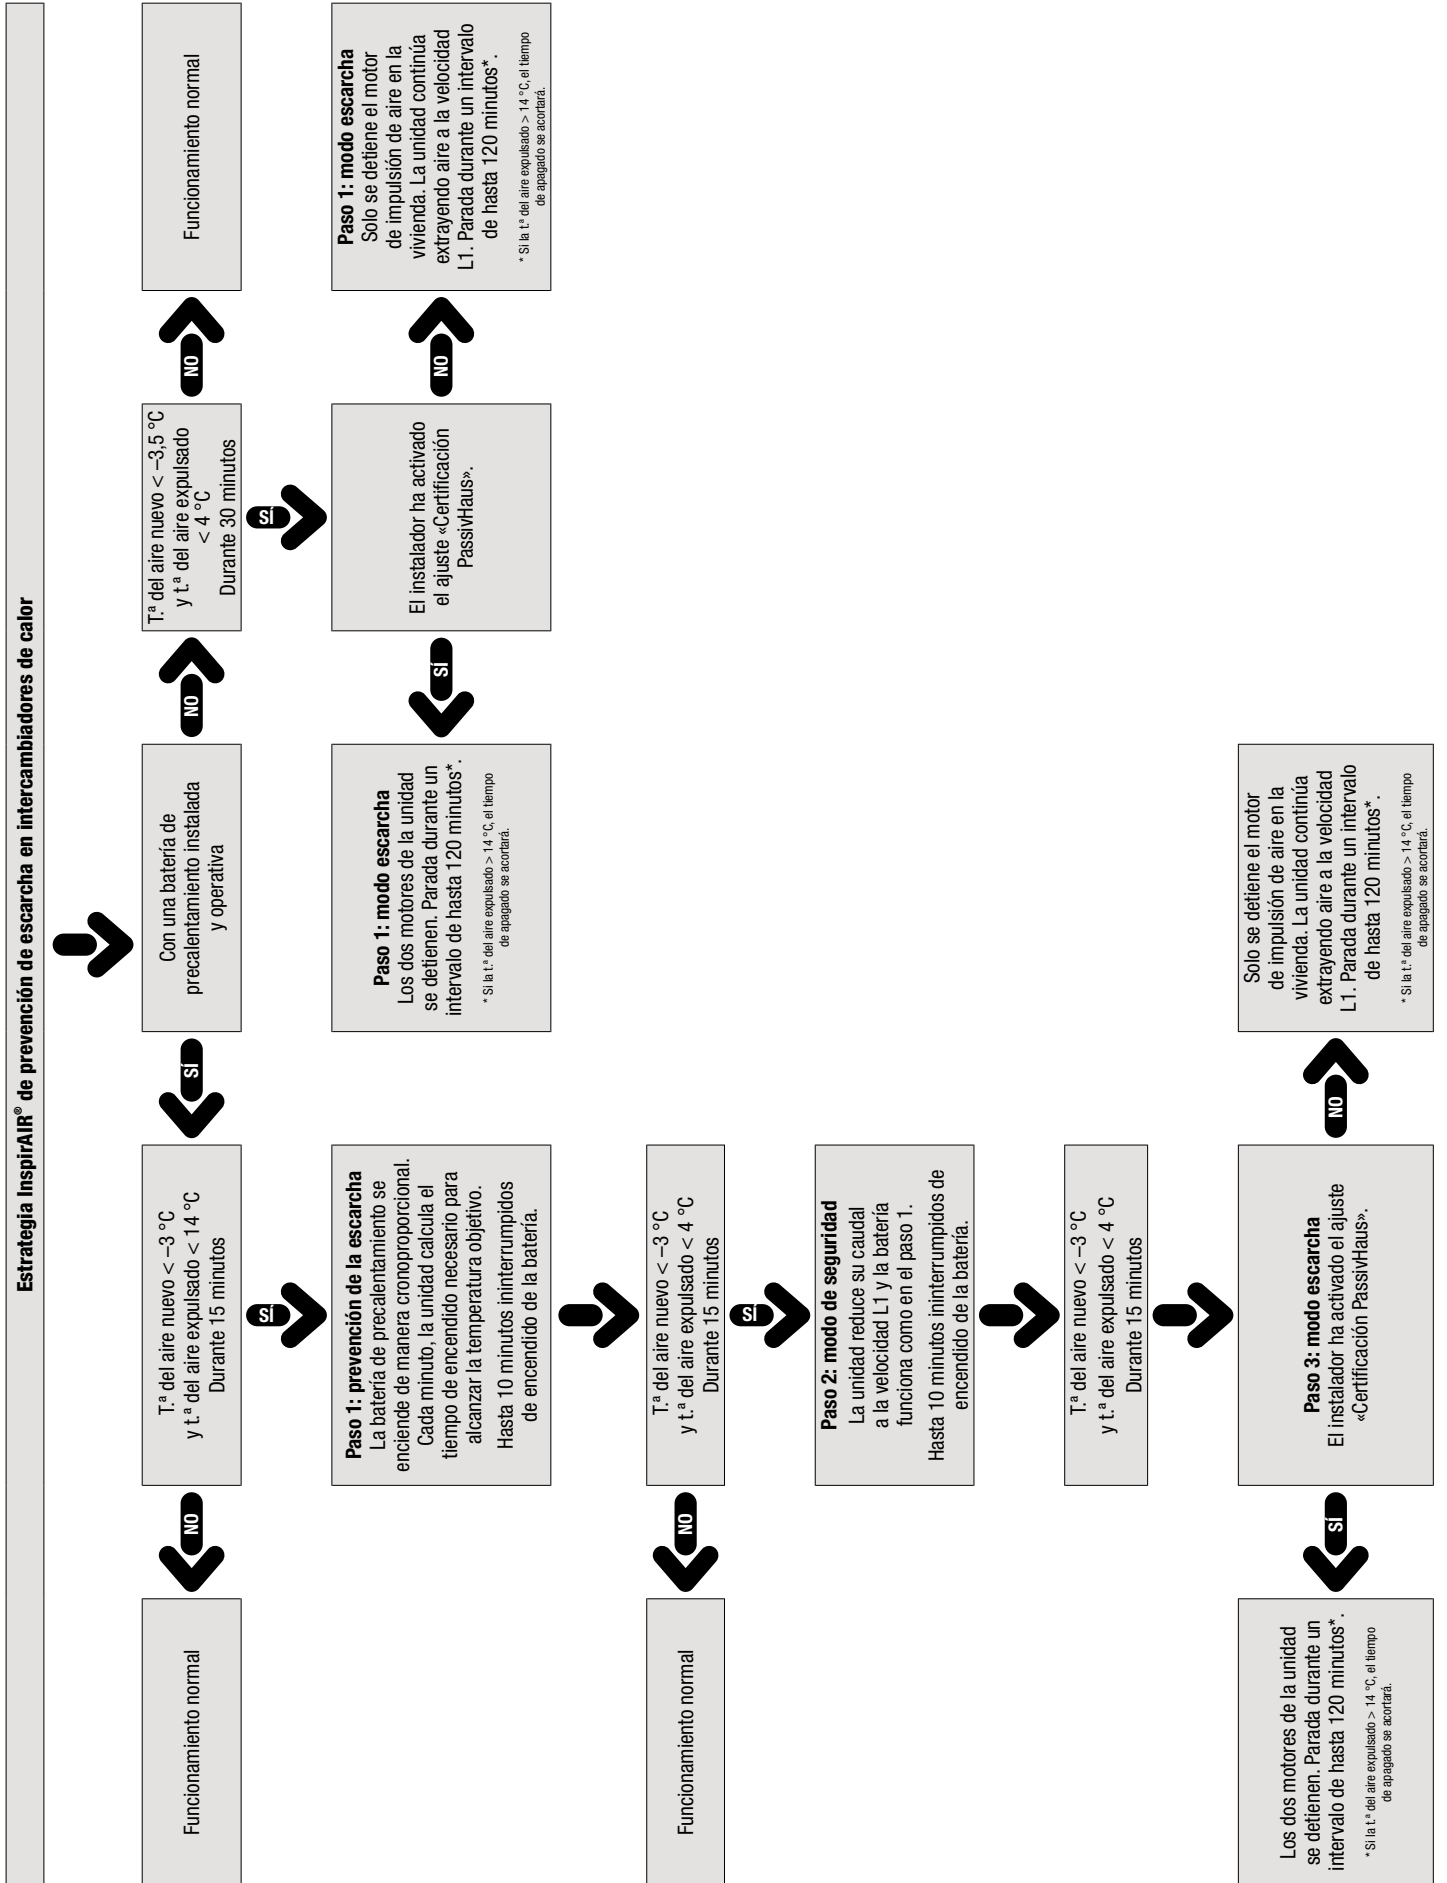 Estrategia InspirAIR® de prevención de escarcha en intercambiadores de calor
Con una batería de
precalentamiento instalada
y operativa
SÍ
NO
T.ª del aire nuevo < –3 °C
y t.ª del aire expulsado < 14 °C
Durante 15 minutos
NO
Funcionamiento normal
SÍ
T.ª del aire nuevo < –3,5 °C
y t.ª del aire expulsado
< 4 °C
Durante 30 minutos
NO
Funcionamiento normal
SÍ
Paso 1: prevención de la escarcha
La batería de precalentamiento se
enciende de manera cronoproporcional.
Cada minuto, la unidad calcula el
tiempo de encendido necesario para
alcanzar la temperatura objetivo.
Hasta 10 minutos ininterrumpidos
de encendido de la batería.
Paso 1: modo escarcha
Los dos motores de la unidad
se detienen. Parada durante un
intervalo de hasta 120 minutos*.
* Si la t.ª del aire expulsado > 14 °C, el tiempo
de apagado se acortará.
SÍ
El instalador ha activado
el ajuste «Certificación
PassivHaus».
NO
Paso 1: modo escarcha
Solo se detiene el motor
de impulsión de aire en la
vivienda. La unidad continúa
extrayendo aire a la velocidad
L1. Parada durante un intervalo
de hasta 120 minutos*.
* Si la t.ª del aire expulsado > 14 °C, el tiempo
de apagado se acortará.
T.ª del aire nuevo < –3 °C
y t.ª del aire expulsado < 4 °C
Durante 15 minutos
NO
Funcionamiento normal
SÍ
Paso 2: modo de seguridad
La unidad reduce su caudal
a la velocidad L1 y la batería
funciona como en el paso 1.
Hasta 10 minutos ininterrumpidos de
encendido de la batería.
T.ª del aire nuevo < –3 °C
y t.ª del aire expulsado < 4 °C
Durante 15 minutos
Paso 3: modo escarcha
El instalador ha activado el ajuste
«Certificación PassivHaus».
SÍ
Los dos motores de la unidad
se detienen. Parada durante un
intervalo de hasta 120 minutos*.
* Si la t.ª del aire expulsado > 14 °C, el tiempo
de apagado se acortará.
NO
Solo se detiene el motor
de impulsión de aire en la
vivienda. La unidad continúa
extrayendo aire a la velocidad
L1. Parada durante un intervalo
de hasta 120 minutos*.
* Si la t.ª del aire expulsado > 14 °C, el tiempo
de apagado se acortará.